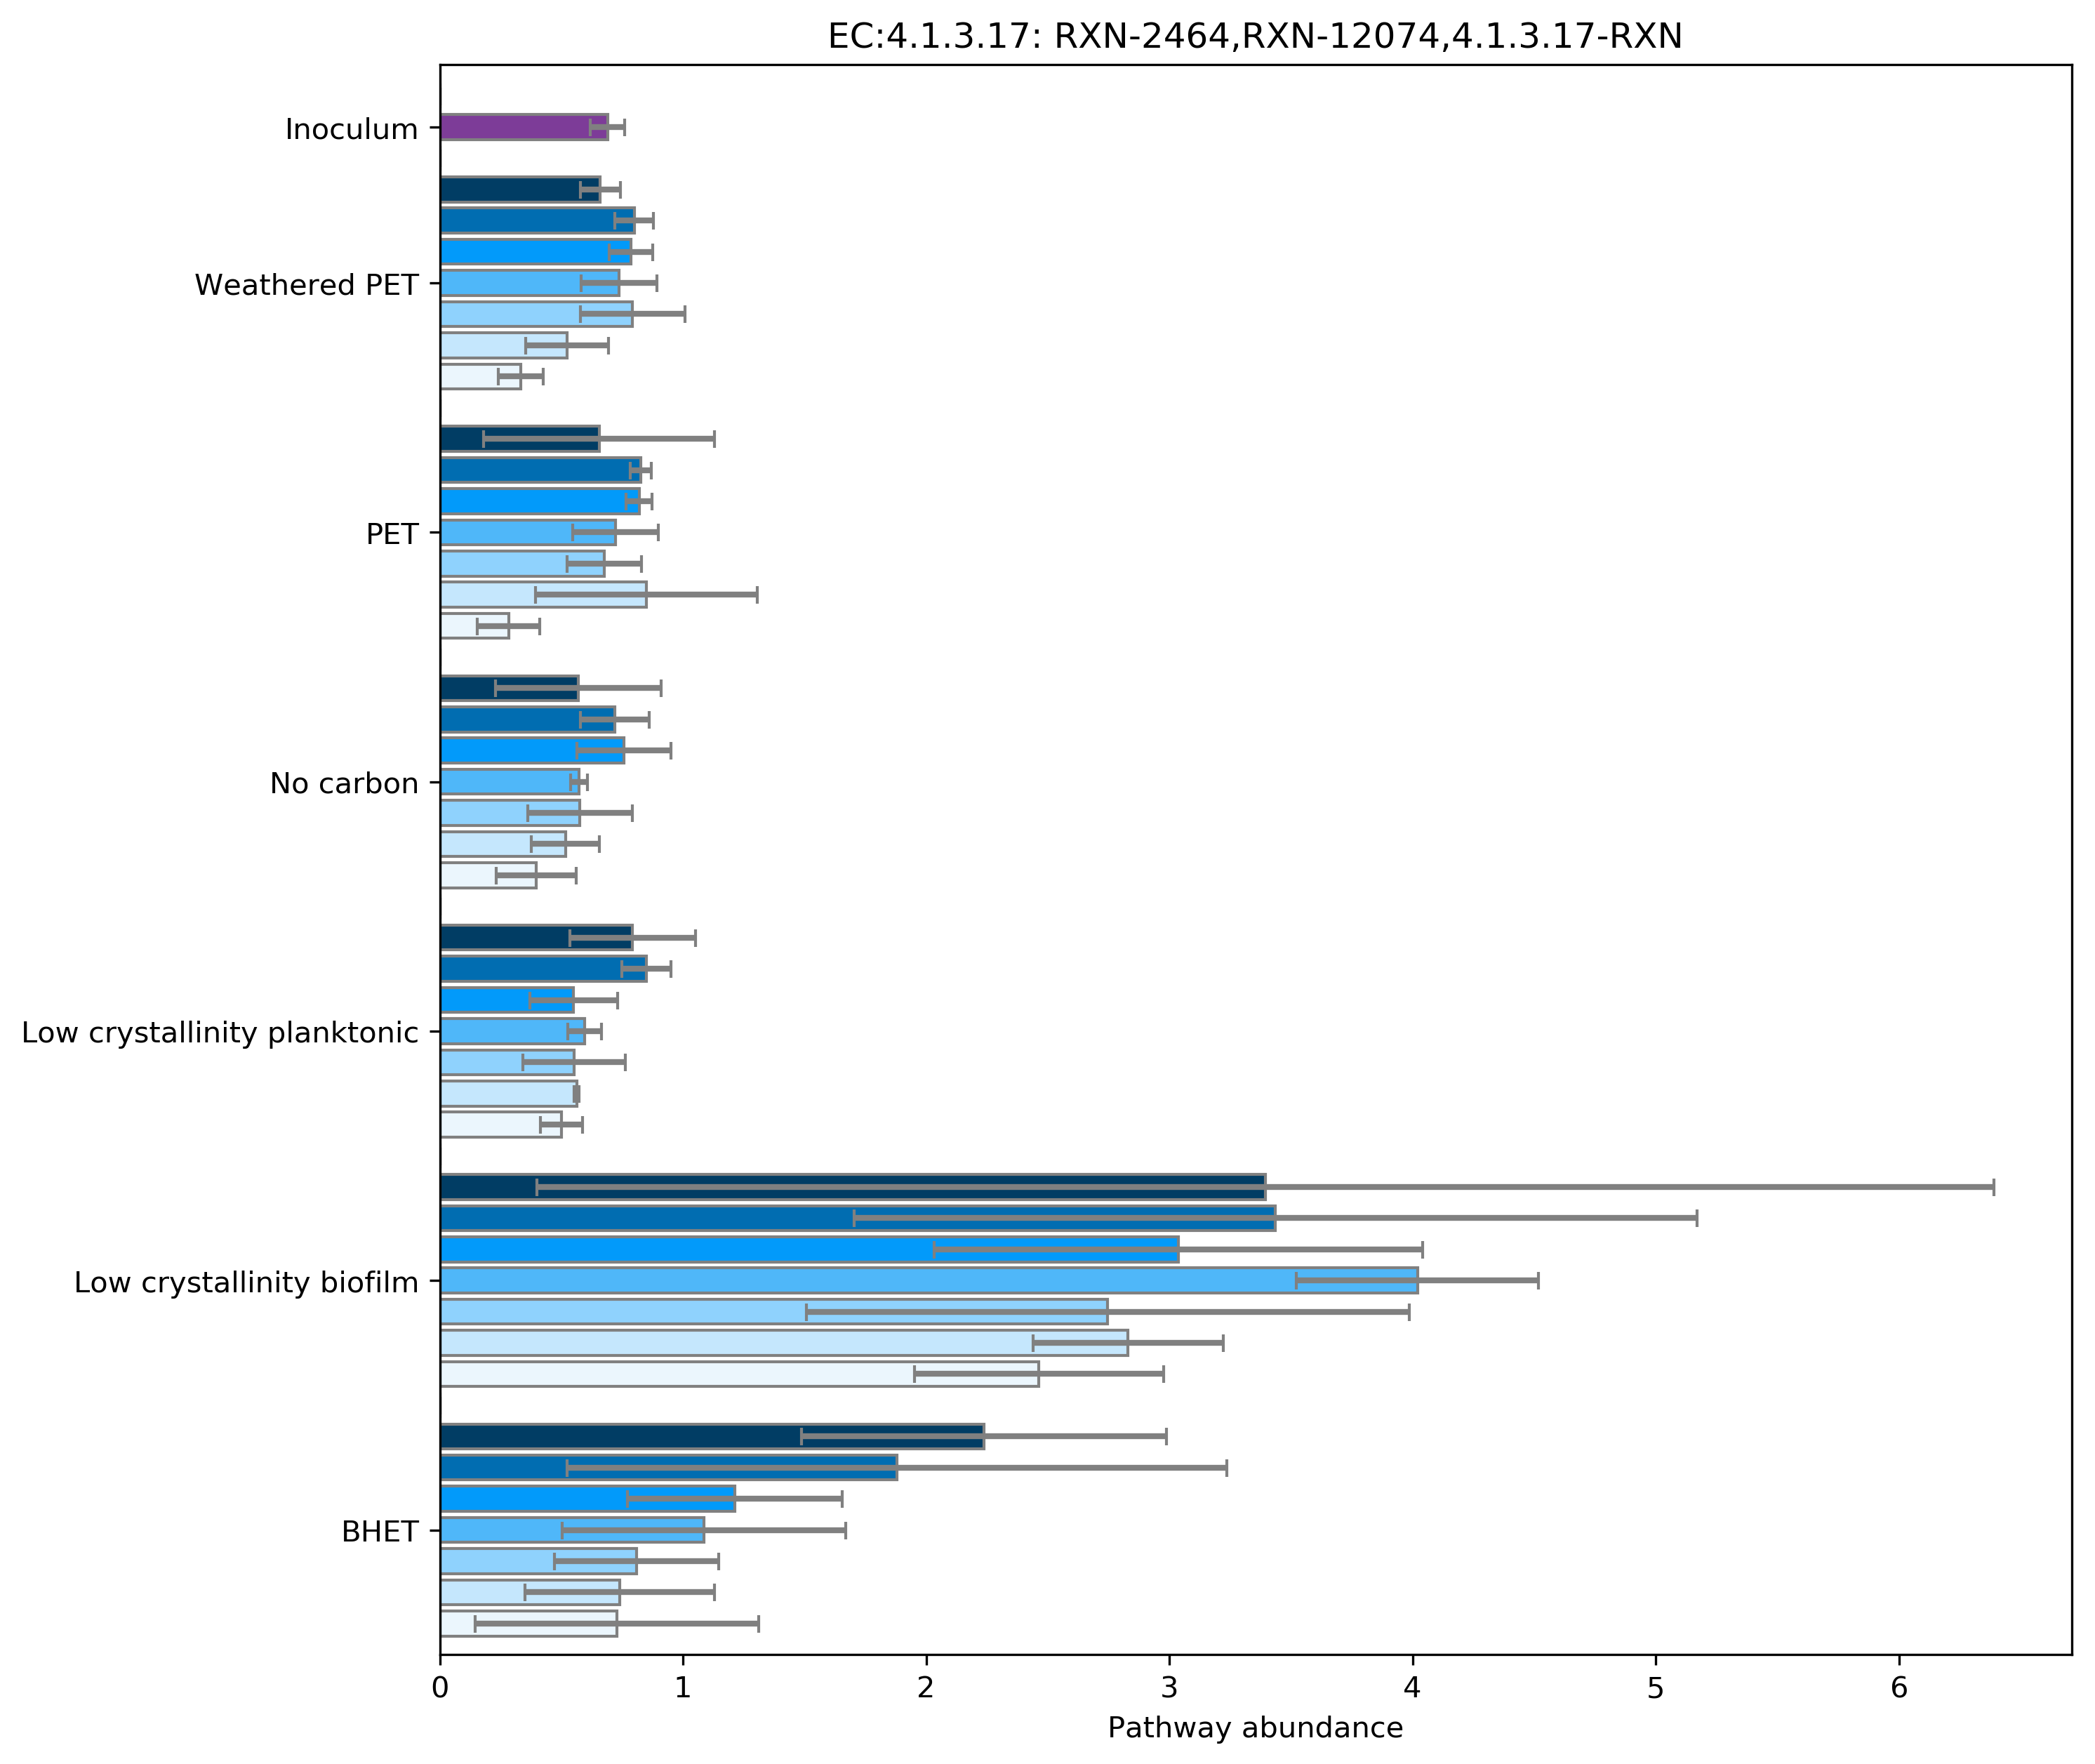 EC:4.1.3.17: RXN-2464,RXN-12074,4.1.3.17-RXN
Inoculum
Weathered PET
PET
No carbon
Low crystallinity planktonic
Low crystallinity biofilm
BHET
0 1 2 3 4 5 6
Pathway abundance